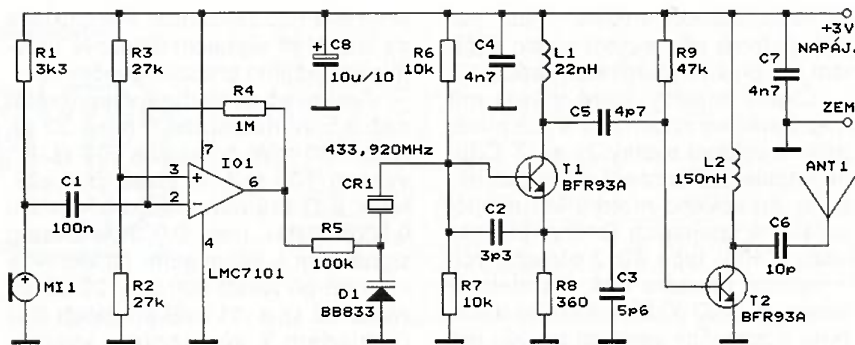 R1
3k3
R3
27k
R4
1M
C8
10u/10
R6
10k
C4
4n7
L1
22nH
R9
47k
C7
4n7
+3V
NAPÁJ.
ZEM
C5 4p7
433,920MHz
CR1
T1
BFR93A
L2
150nH
ANT1
C1
100n
3
2
7
6
4
IO1
LMC7101
R5
100k
C2
3p3
C6
10p
MI1
R2
27k
D1
BB833
R7
10k
R8
360
C3
5p6
T2
BFR93A